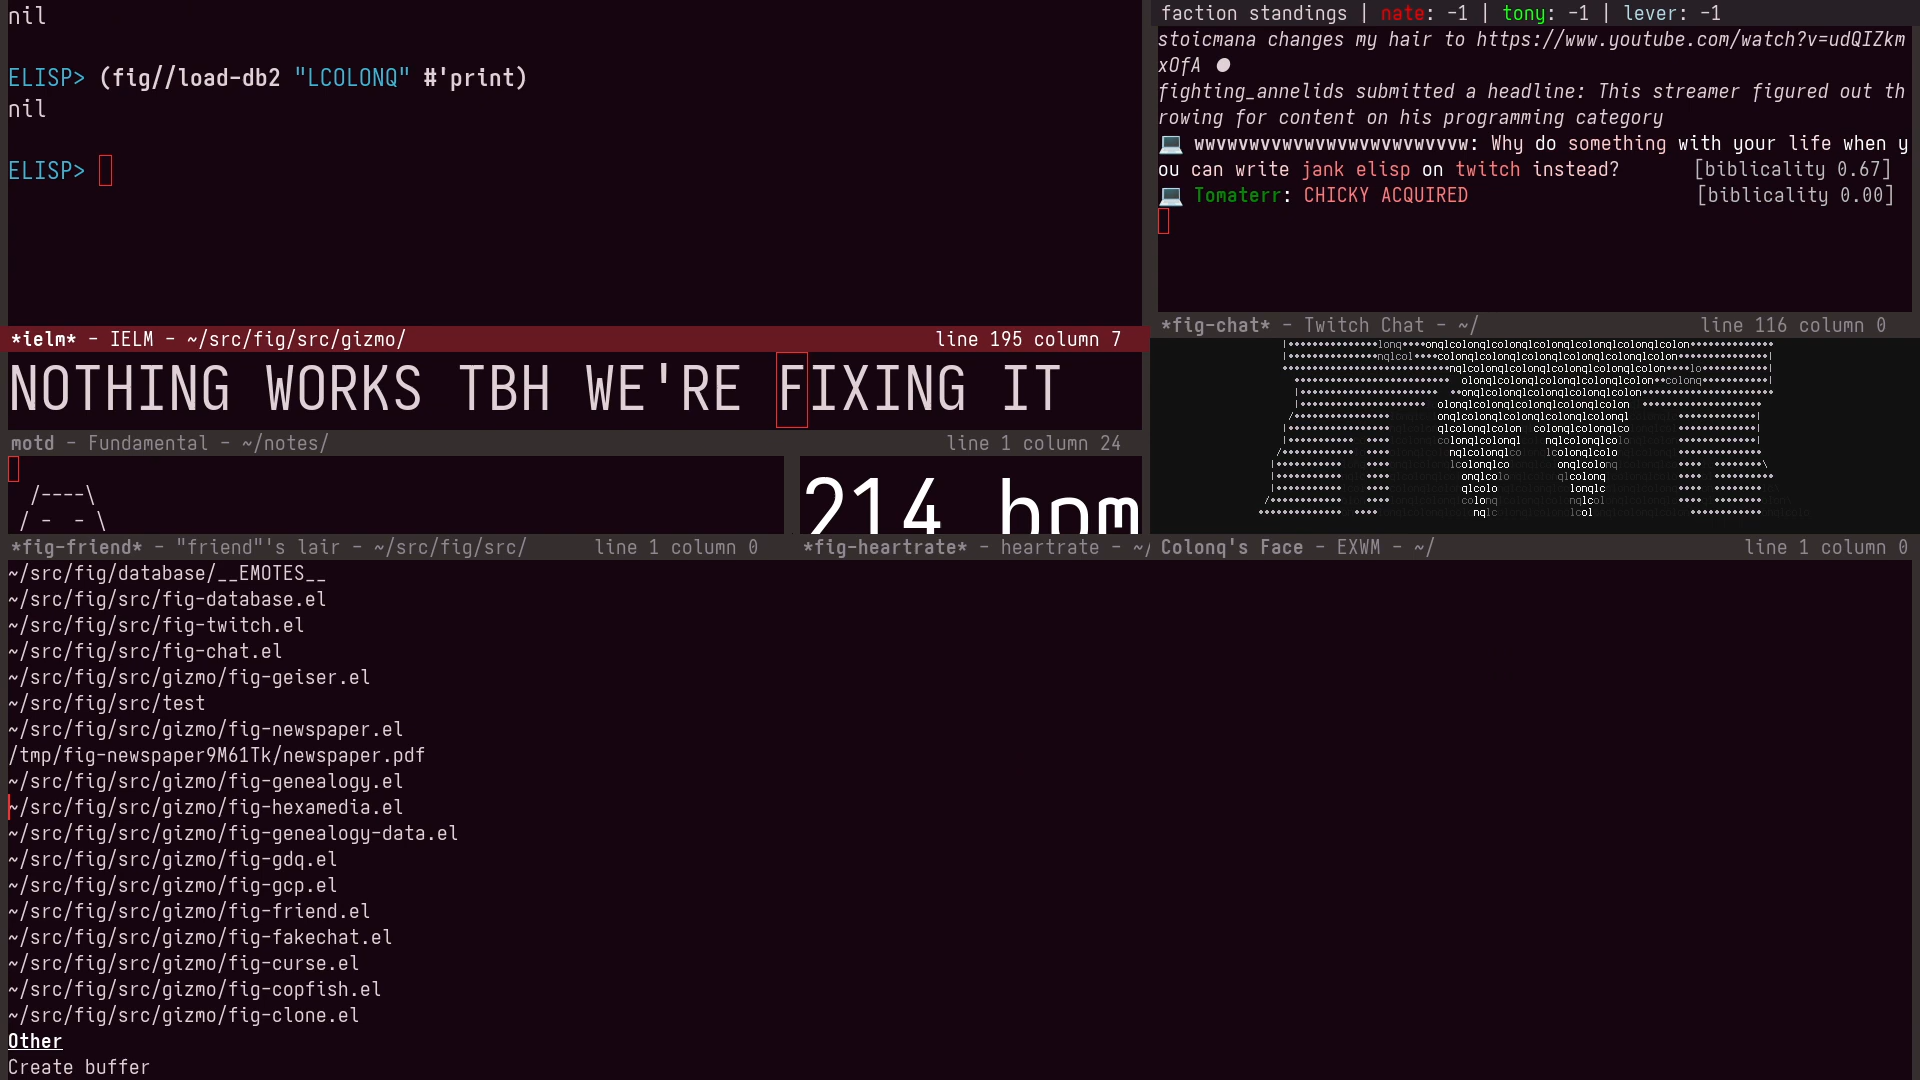 nil
ELISP> (fig//load-db2 "LCOLONQ" #'print)
nil
ELISP>
*ielm* - IELM - ~/src/fig/src/gizmo/ line 195 column 7
NOTHING WORKS TBH WE'RE FIXING IT
motd - Fundamental - ~/notes/ line 1 column 24
/----\
/ -  - \
*fig-friend* - "friend"'s lair - ~/src/fig/src/ line 1 column 0
214 bpm
*fig-heartrate* - heartrate - ~/
faction standings | nate: -1 | tony: -1 | lever: -1
stoicmana changes my hair to https://www.youtube.com/watch?v=udQIZkm
xOfA ●
fighting_annelids submitted a headline: This streamer figured out th
rowing for content on his programming category
wwvwvwvvwvwvwvwvwvwvwvvvw: Why do something with your life when y
ou can write jank elisp on twitch instead? [biblicality 0.67]
Tomaterr: CHICKY ACQUIRED [biblicality 0.00]
*fig-chat* - Twitch Chat - ~/ line 116 column 0
Colonq's Face - EXWM - ~/ line 1 column 0
~/src/fig/database/__EMOTES__
~/src/fig/src/fig-database.el
~/src/fig/src/fig-twitch.el
~/src/fig/src/fig-chat.el
~/src/fig/src/gizmo/fig-geiser.el
~/src/fig/src/test
~/src/fig/src/gizmo/fig-newspaper.el
/tmp/fig-newspaper9M61Tk/newspaper.pdf
~/src/fig/src/gizmo/fig-genealogy.el
~/src/fig/src/gizmo/fig-hexamedia.el
~/src/fig/src/gizmo/fig-genealogy-data.el
~/src/fig/src/gizmo/fig-gdq.el
~/src/fig/src/gizmo/fig-gcp.el
~/src/fig/src/gizmo/fig-friend.el
~/src/fig/src/gizmo/fig-fakechat.el
~/src/fig/src/gizmo/fig-curse.el
~/src/fig/src/gizmo/fig-copfish.el
~/src/fig/src/gizmo/fig-clone.el
Other
Create buffer